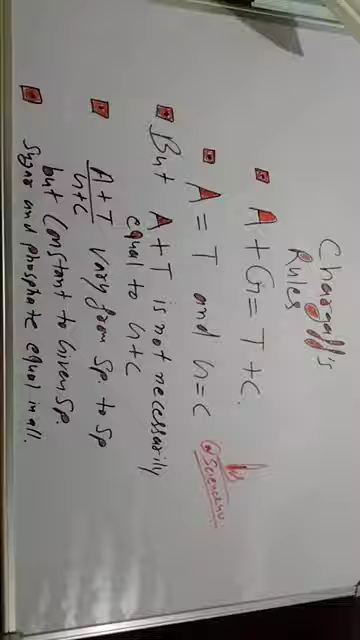 Chargaff's
Rules
A + G = T + C.
A = T and G = C
But A + T is not necessarily
equal to G + C
A + T
G + C
vary from Sp. to Sp
but Constant to Given Sp.
Sugar and phosphate equal in all.